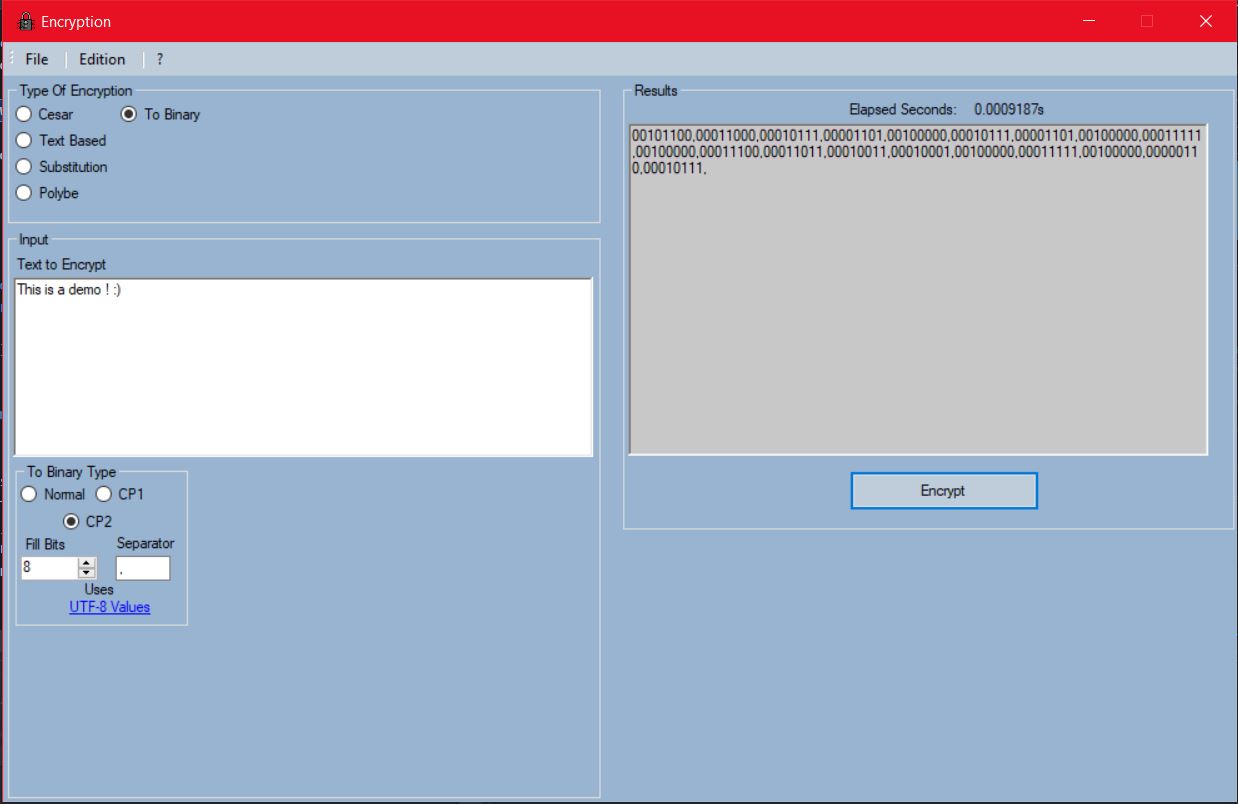 Encryption
File Edition ?
Type Of Encryption
Cesar To Binary
Text Based
Substitution
Polybe
Input
Text to Encrypt
This is a demo ! :)
To Binary Type
Normal CP1
CP2
Fill Bits Separator
8 ,
Uses
UTF-8 Values
Results
Elapsed Seconds: 0.0009187s
00101100,00011000,00010111,00001101,00100000,00010111,00001101,00100000,00011111
,00100000,00011100,00011011,00010011,00010001,00100000,00011111,00100000,0000011
0,00010111,
Encrypt